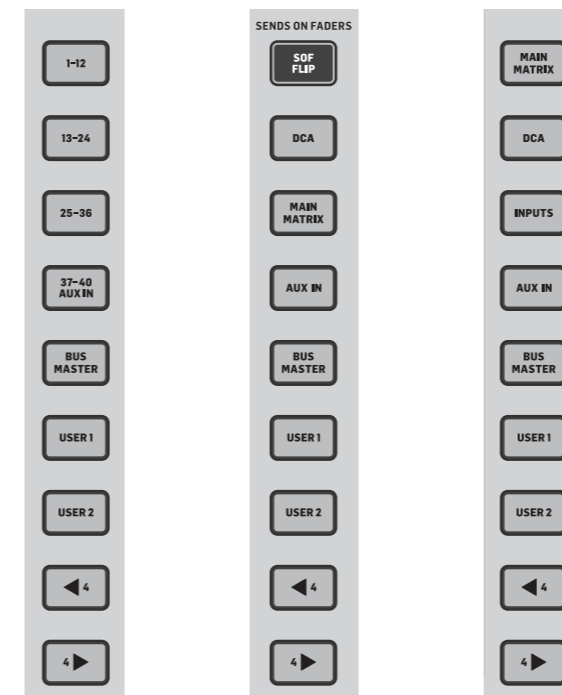 1-12
13-24
25-36
37-40
AUX IN
BUS
MASTER
USER 1
USER 2
◀ 4
4 ▶
SENDS ON FADERS
SOF
FLIP
DCA
MAIN
MATRIX
AUX IN
BUS
MASTER
USER 1
USER 2
◀ 4
4 ▶
MAIN
MATRIX
DCA
INPUTS
AUX IN
BUS
MASTER
USER 1
USER 2
◀ 4
4 ▶